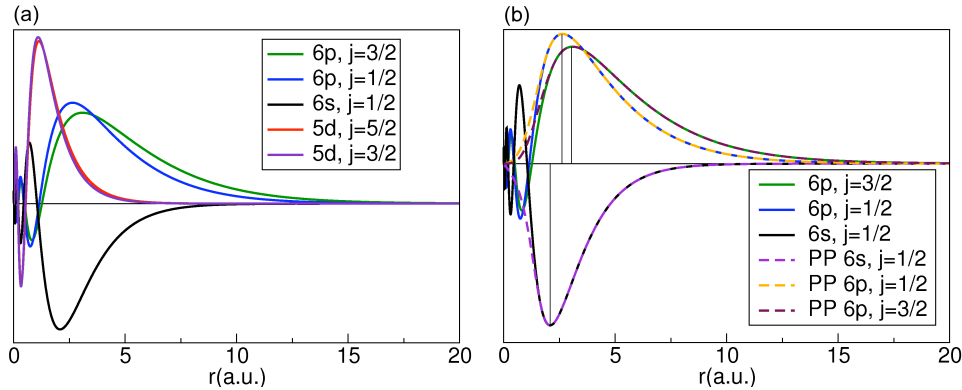 (a)
6p, j=3/2
6p, j=1/2
6s, j=1/2
5d, j=5/2
5d, j=3/2
0 5 10 15 20
r(a.u.)
(b)
6p, j=3/2
6p, j=1/2
6s, j=1/2
PP 6s, j=1/2
PP 6p, j=1/2
PP 6p, j=3/2
0 5 10 15 20
r(a.u.)